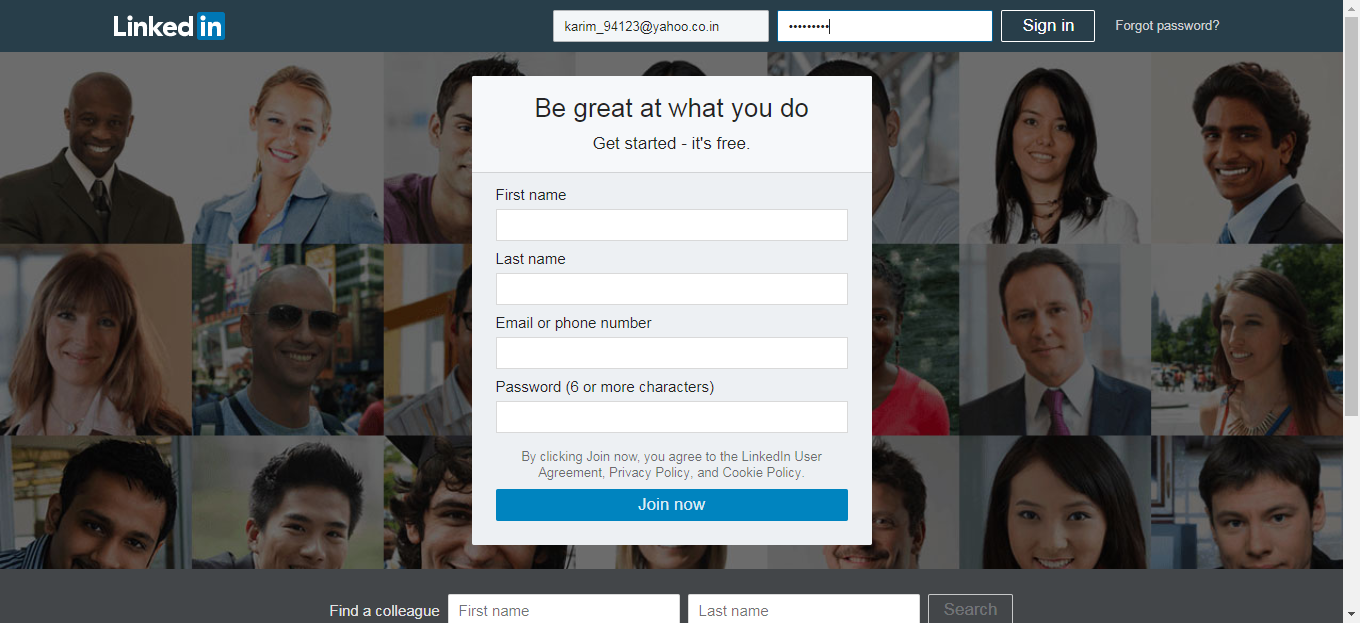 Linked in
karim_94123@yahoo.co.in
•••••••••
Sign in
Forgot password?
Be great at what you do
Get started - it's free.
First name
Last name
Email or phone number
Password (6 or more characters)
By clicking Join now, you agree to the LinkedIn User
Agreement, Privacy Policy, and Cookie Policy.
Join now
Find a colleague
First name
Last name
Search